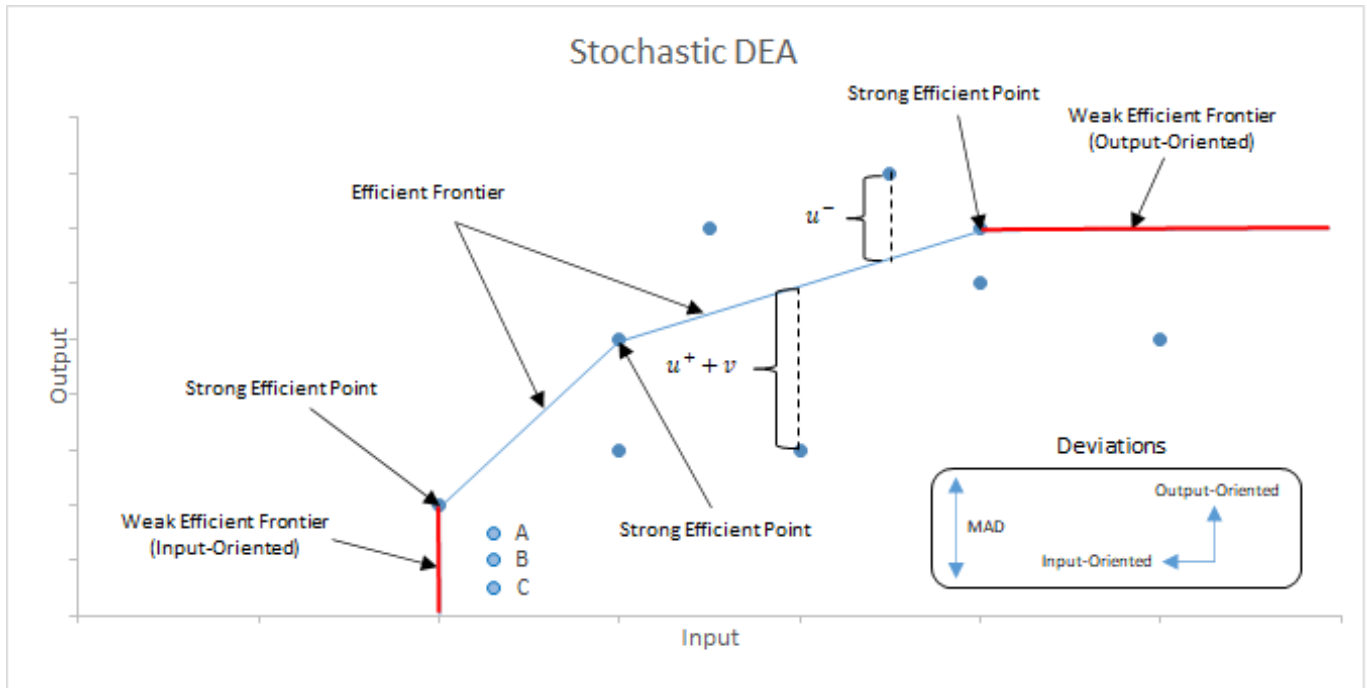 Stochastic DEA
Strong Efficient Point
Weak Efficient Frontier
(Output-Oriented)
Efficient Frontier
u⁻
Output
u⁺ + v
Strong Efficient Point
Deviations
Output-Oriented
MAD
Input-Oriented
Weak Efficient Frontier
(Input-Oriented)
A
B
C
Strong Efficient Point
Input